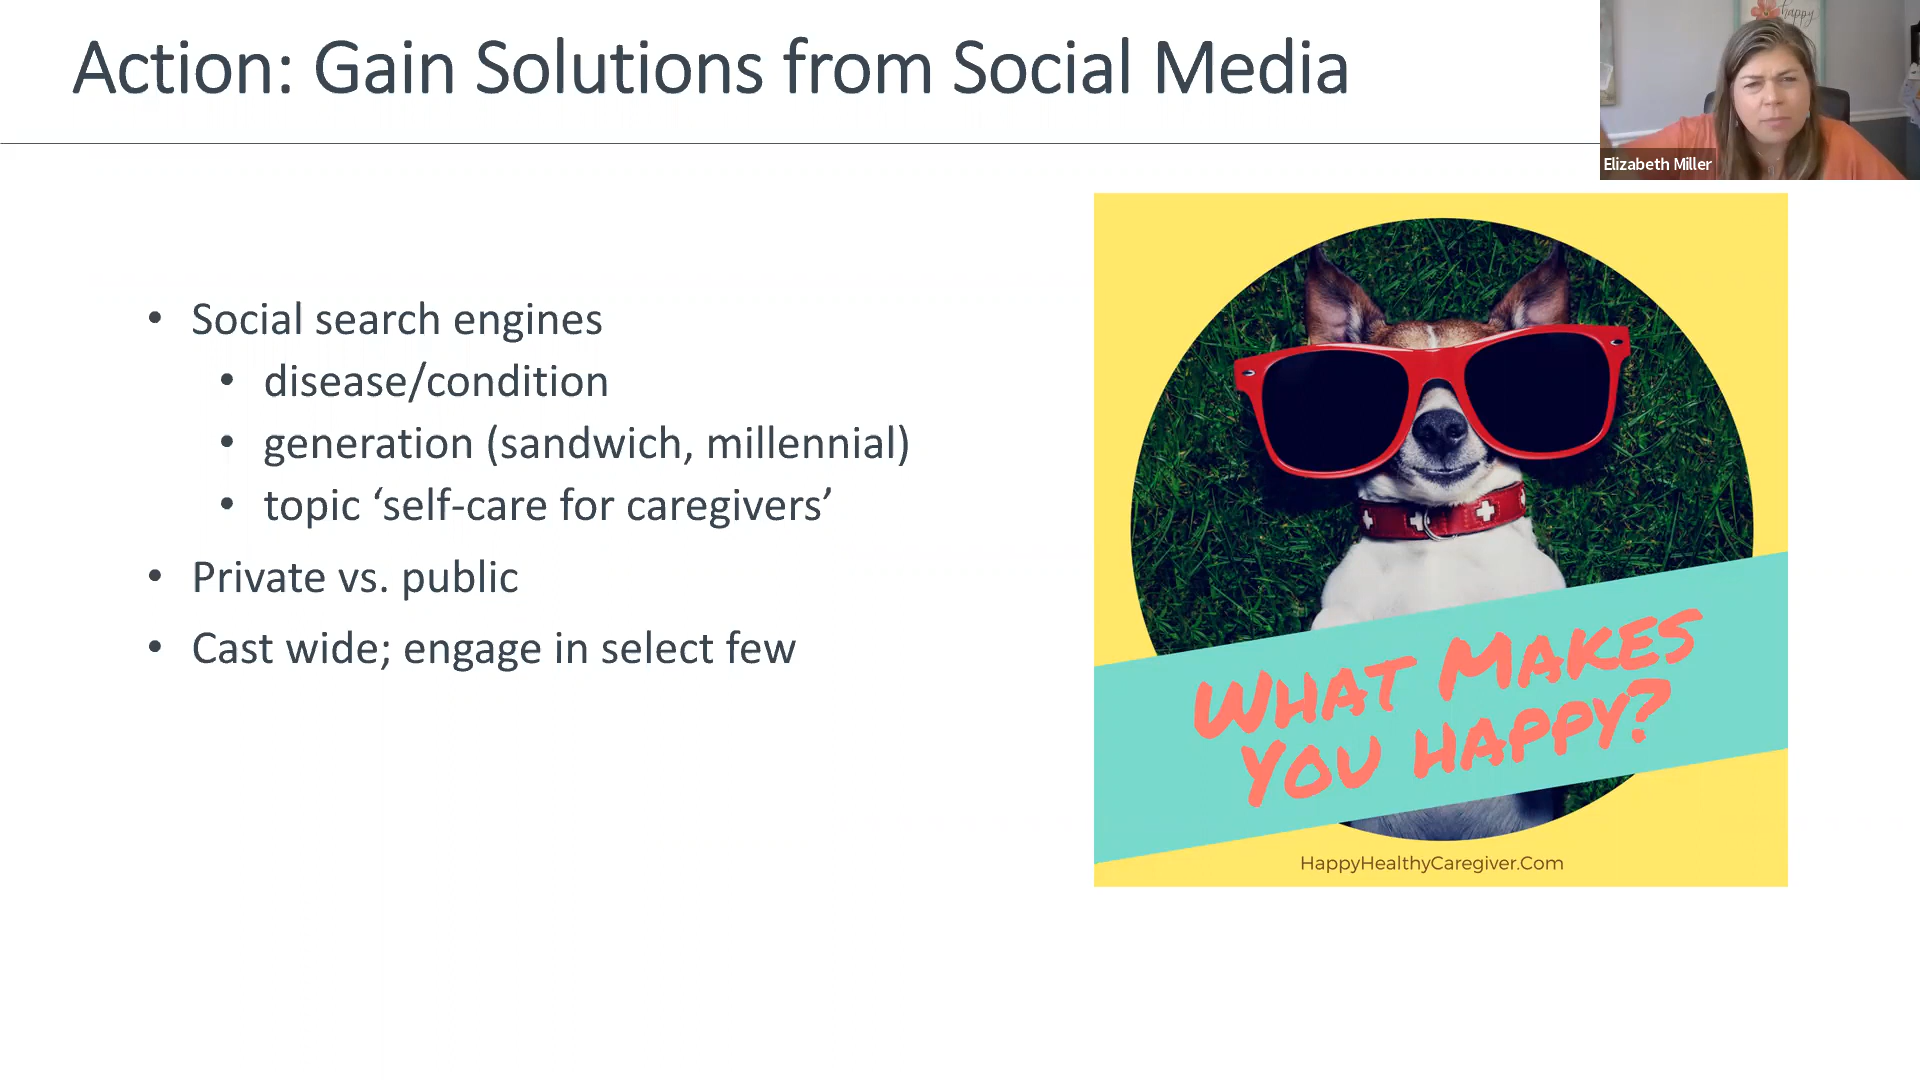 Action: Gain Solutions from Social Media
happy
Elizabeth Miller
• Social search engines
• disease/condition
• generation (sandwich, millennial)
• topic ‘self-care for caregivers’
• Private vs. public
• Cast wide; engage in select few
What Makes
You Happy?
HappyHealthyCaregiver.Com